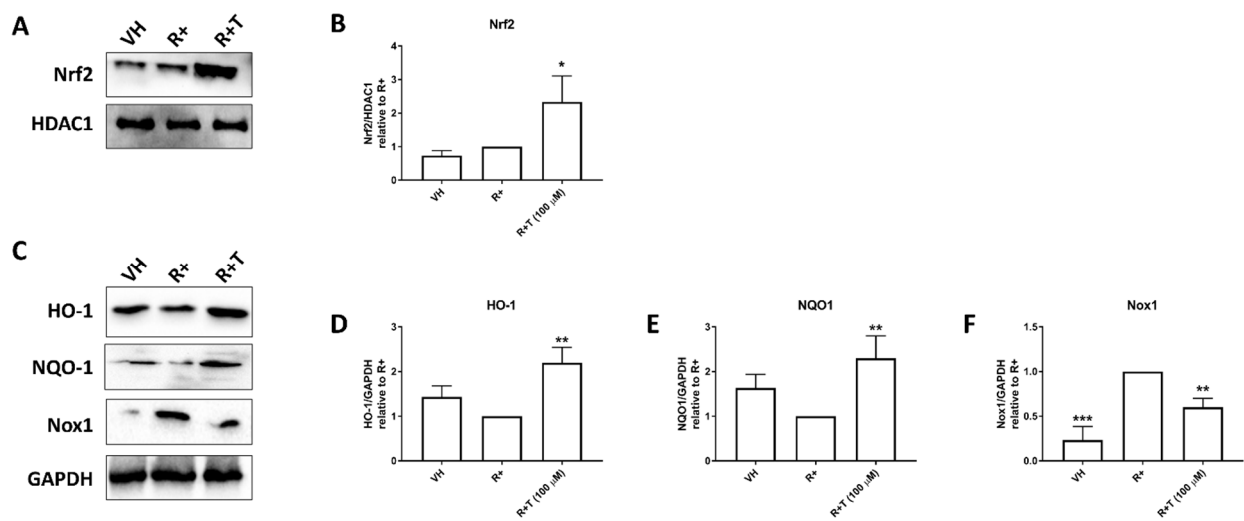 A
VH
R+
R+T
Nrf2
HDAC1
B
Nrf2
Nrf2/HDAC1
relative to R+
4
3
2
1
0
*
VH
R+
R+T (100 μM)
C
VH
R+
R+T
HO-1
NQO-1
Nox1
GAPDH
D
HO-1
HO-1/GAPDH
relative to R+
3
2
1
0
**
VH
R+
R+T (100 μM)
E
NQO1
NQO1/GAPDH
relative to R+
3
2
1
0
**
VH
R+
R+T (100 μM)
F
Nox1
Nox1/GAPDH
relative to R+
1.5
1.0
0.5
0.0
***
**
VH
R+
R+T (100 μM)